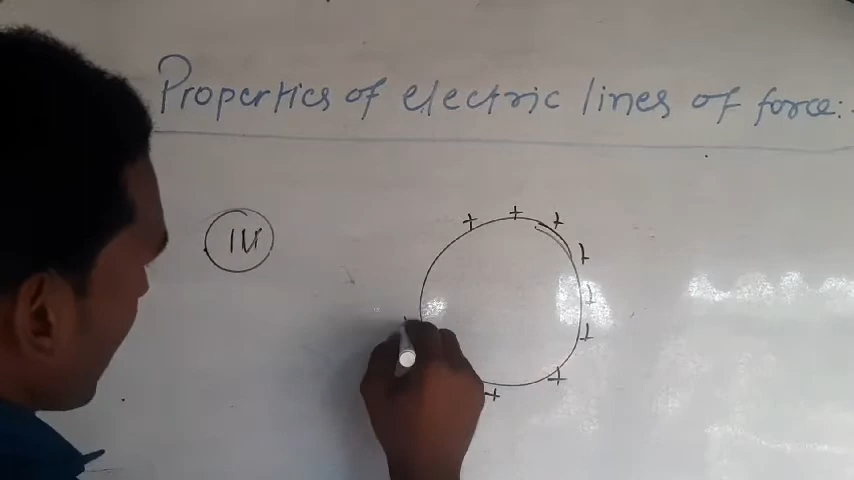 Properties of electric lines of force:-
IV
+ + +
+
+
+
+
+